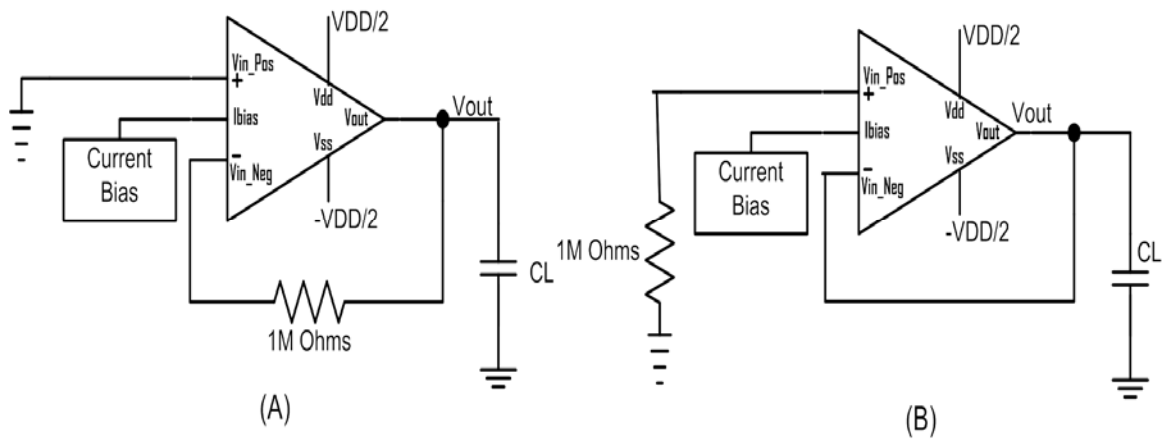 VDD/2
Vin_Pos
+
Ibias
Vdd
Vout
Vout
Vss
-
Vin_Neg
Current
Bias
-VDD/2
CL
1M Ohms
(A)
VDD/2
Vin_Pos
+
Ibias
Vdd
Vout
Vout
Vss
-
Vin_Neg
Current
Bias
-VDD/2
1M Ohms
CL
(B)